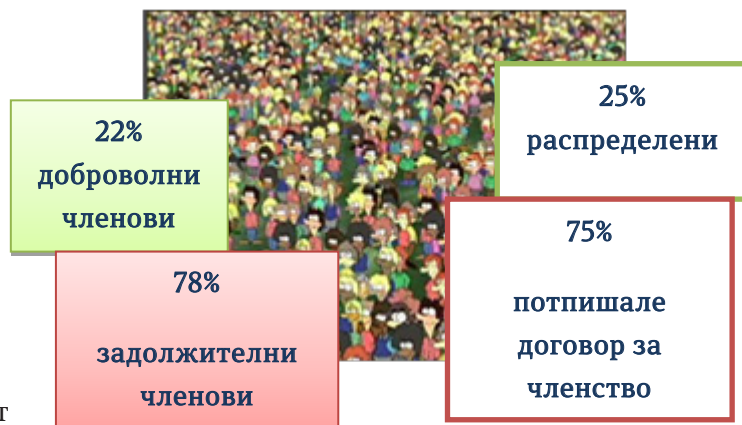 22%
доброволни
членови
78%
задолжителни
членови
25%
распределени
75%
потпишале
договор за
членство
т